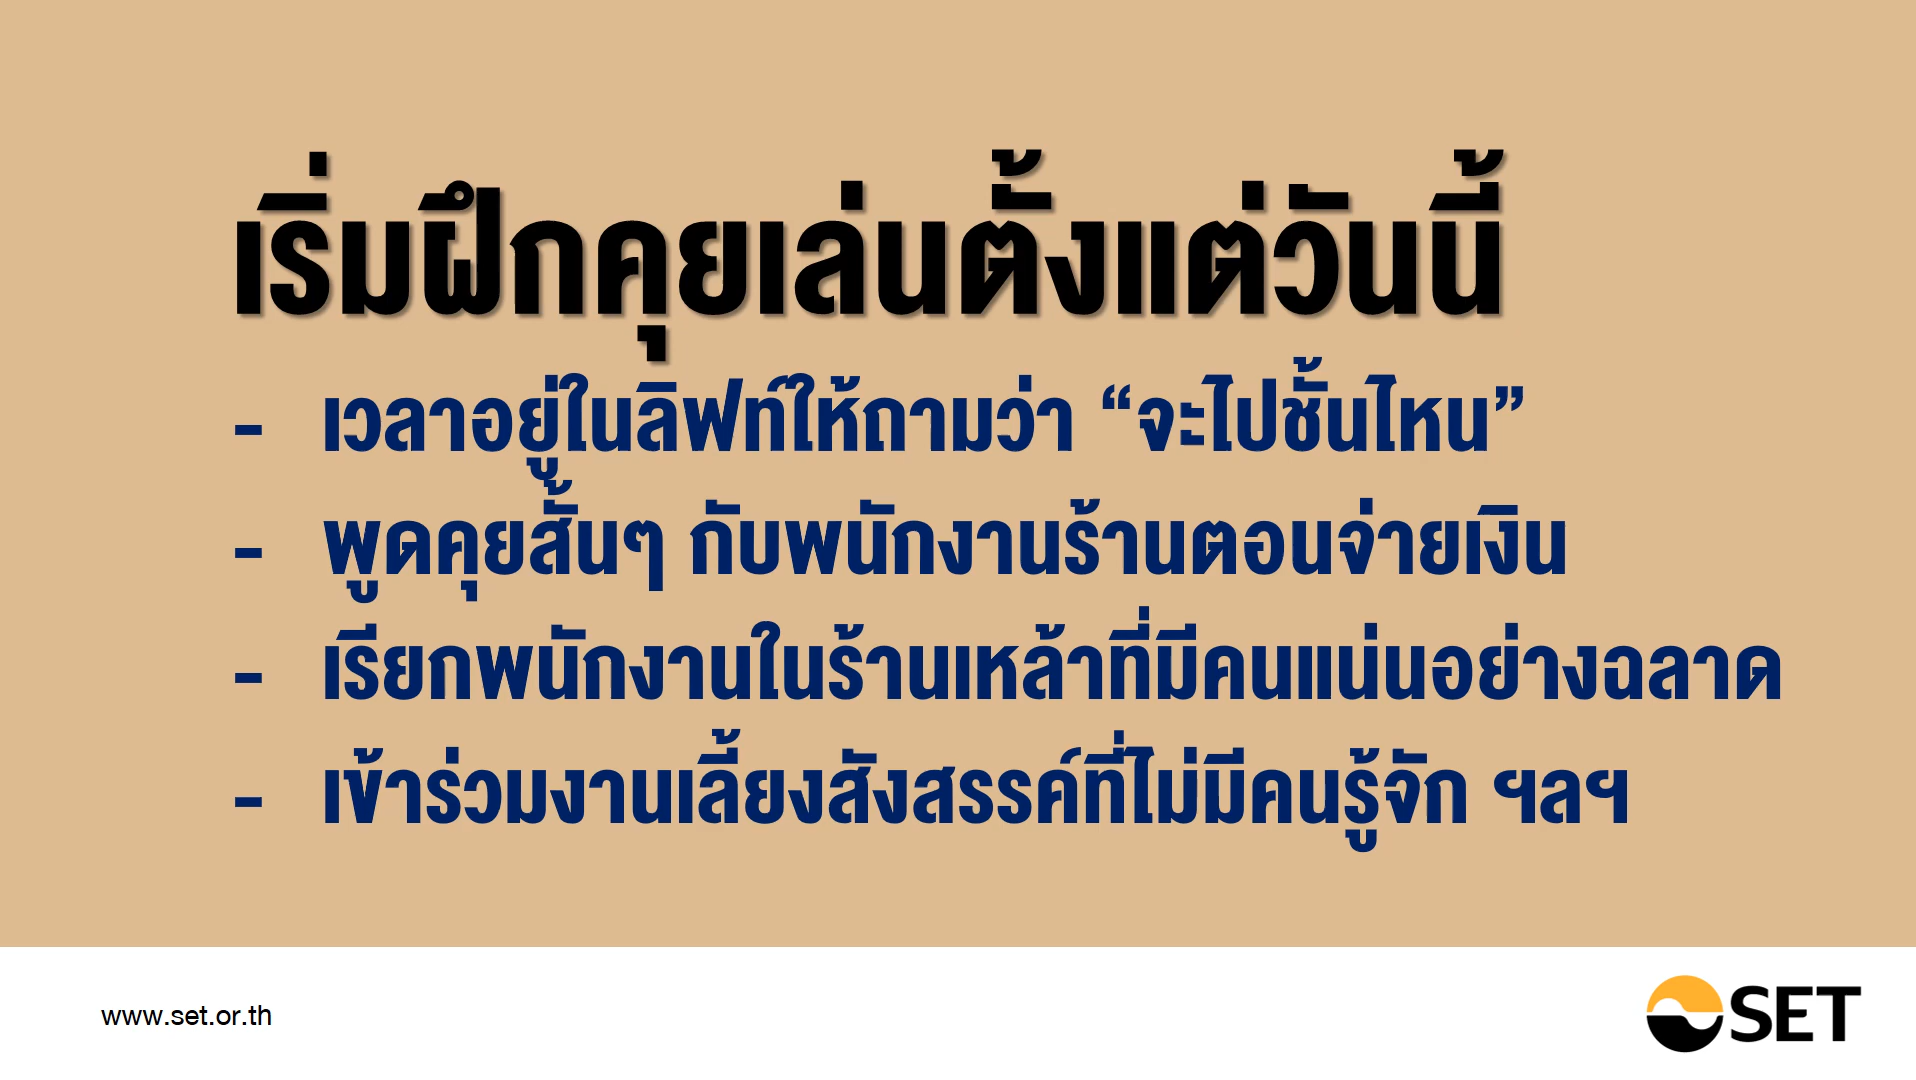 เริ่มฝึกคุยเล่นตั้งแต่วันนี้
- เวลาอยู่ในลิฟท์ให้ถามว่า “จะไปชั้นไหน”
- พูดคุยสั้นๆ กับพนักงานร้านตอนจ่ายเงิน
- เรียกพนักงานในร้านเหล้าที่มีคนแน่นอย่างฉลาด
- เข้าร่วมงานเลี้ยงสังสรรค์ที่ไม่มีคนรู้จัก ฯลฯ
www.set.or.th
SET